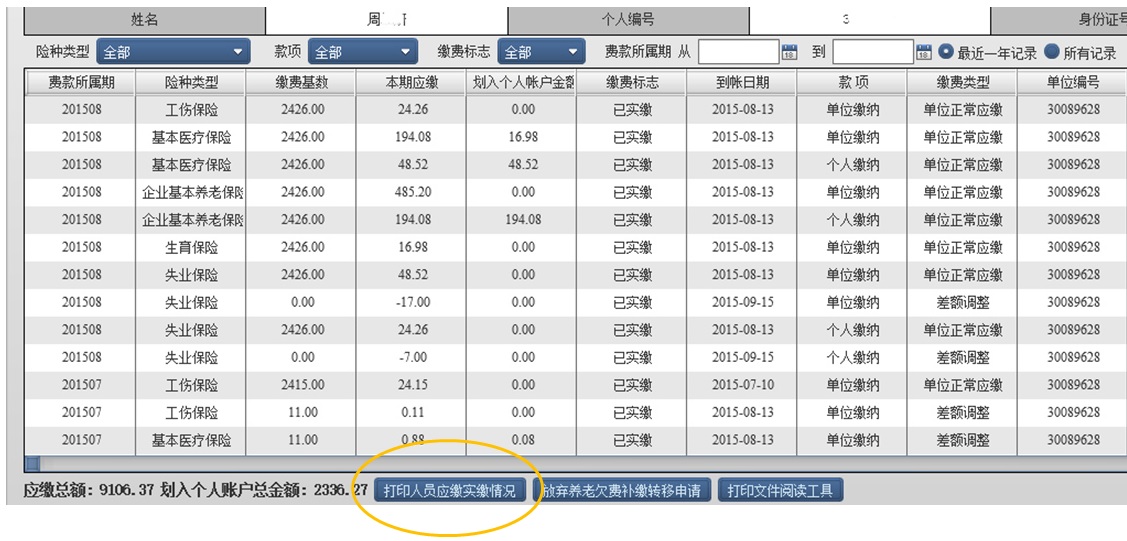 姓名 周 个人编号 3 身份证号
险种类型 全部 款项 全部 缴费标志 全部 费款所属期 从 到 最近一年记录 所有记录
费款所属期 险种类型 缴费基数 本期应缴 划入个人帐户金额 缴费标志 到帐日期 款 项 缴费类型 单位编号
201508 工伤保险 2426.00 24.26 0.00 已实缴 2015-08-13 单位缴纳 单位正常应缴 30089628
201508 基本医疗保险 2426.00 194.08 16.98 已实缴 2015-08-13 单位缴纳 单位正常应缴 30089628
201508 基本医疗保险 2426.00 48.52 48.52 已实缴 2015-08-13 个人缴纳 单位正常应缴 30089628
201508 企业基本养老保险 2426.00 485.20 0.00 已实缴 2015-08-13 单位缴纳 单位正常应缴 30089628
201508 企业基本养老保险 2426.00 194.08 194.08 已实缴 2015-08-13 个人缴纳 单位正常应缴 30089628
201508 生育保险 2426.00 16.98 0.00 已实缴 2015-08-13 单位缴纳 单位正常应缴 30089628
201508 失业保险 2426.00 48.52 0.00 已实缴 2015-08-13 单位缴纳 单位正常应缴 30089628
201508 失业保险 0.00 -17.00 0.00 已实缴 2015-09-15 单位缴纳 差额调整 30089628
201508 失业保险 2426.00 24.26 0.00 已实缴 2015-08-13 个人缴纳 单位正常应缴 30089628
201508 失业保险 0.00 -7.00 0.00 已实缴 2015-09-15 个人缴纳 差额调整 30089628
201507 工伤保险 2415.00 24.15 0.00 已实缴 2015-07-10 单位缴纳 单位正常应缴 30089628
201507 工伤保险 11.00 0.11 0.00 已实缴 2015-08-13 单位缴纳 差额调整 30089628
201507 基本医疗保险 11.00 0.88 0.08 已实缴 2015-08-13 单位缴纳 差额调整 30089628
应缴总额：9106.37 划入个人账户总金额：2336.27 打印人员应缴实缴情况 放弃养老欠费补缴转移申请 打印文件阅读工具